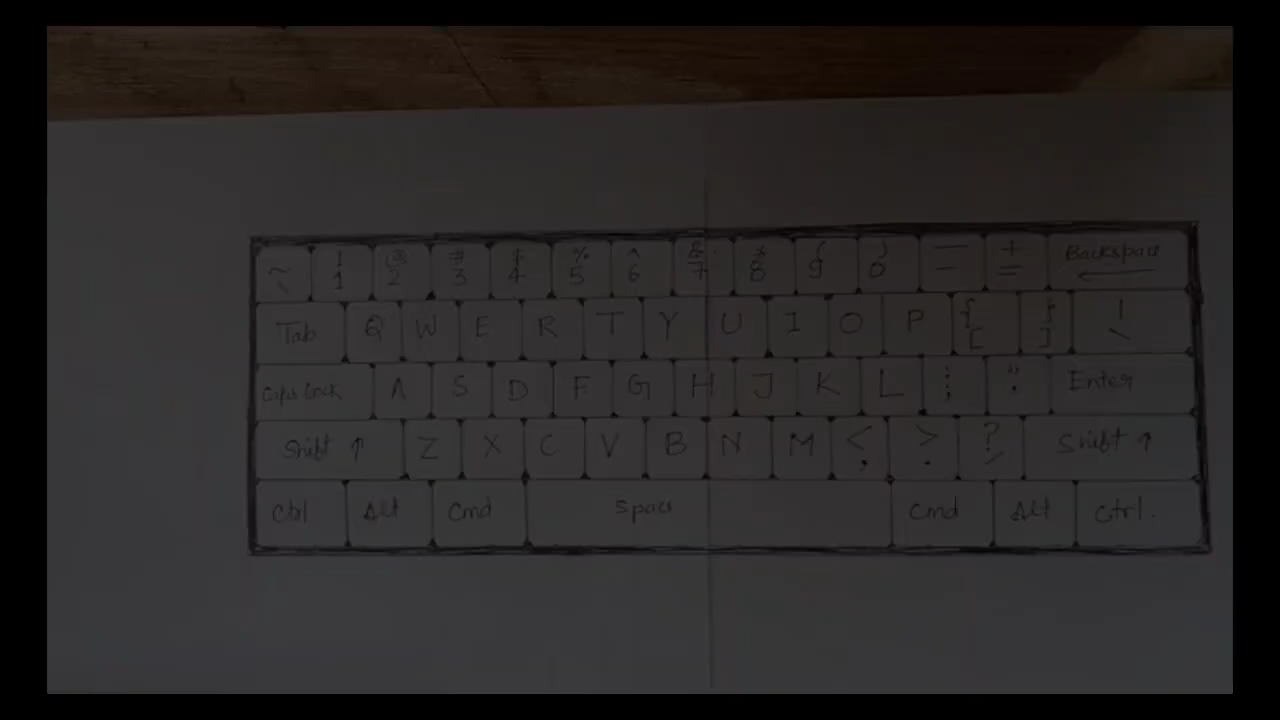 ~ ! @ # $ % ^ & * ( ) — + Backspace
` 1 2 3 4 5 6 7 8 9 0 - = ←
Tab Q W E R T Y U I O P { } |
[ ] \
Caps Lock A S D F G H J K L : " Enter
; '
Shift ↑ Z X C V B N M < > ? Shift ↑
, . /
Ctrl Alt Cmd Space Cmd Alt Ctrl.